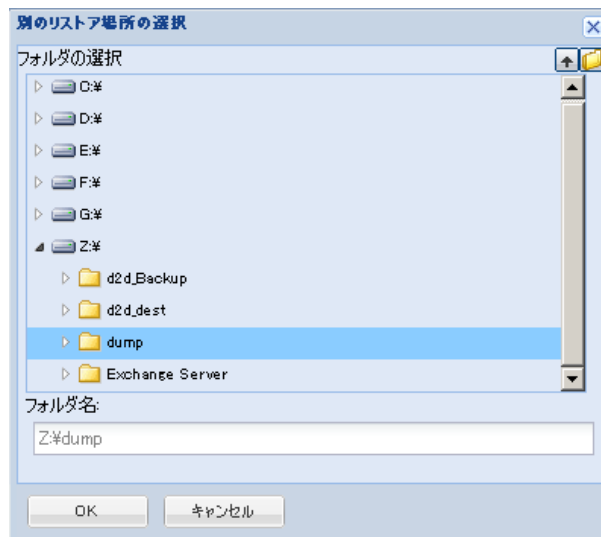 別のリストア場所の選択
フォルダの選択
C:¥
D:¥
E:¥
F:¥
G:¥
Z:¥
d2d_Backup
d2d_dest
dump
Exchange Server
フォルダ名:
Z:¥dump
OK
キャンセル